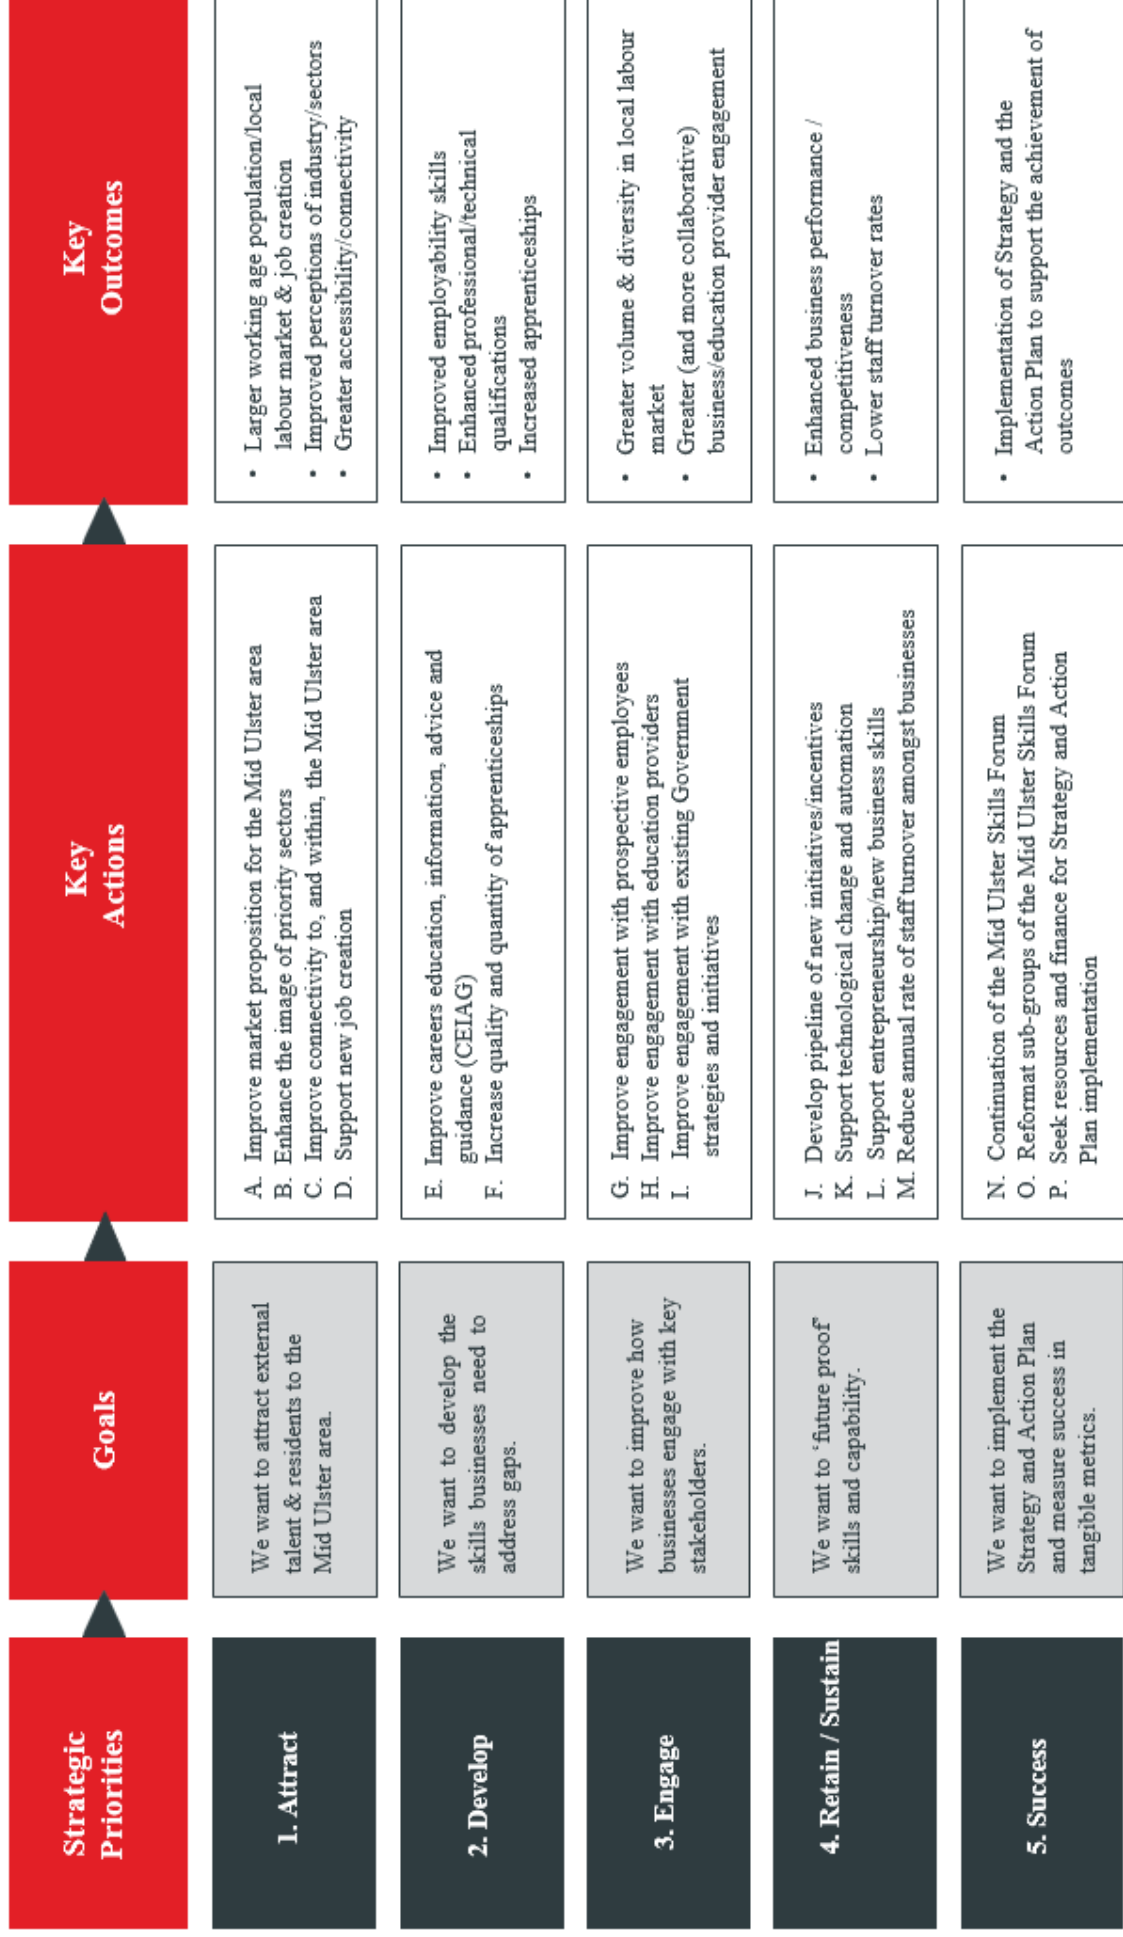 Strategic
Priorities
Goals
Key
Actions
Key
Outcomes
1. Attract
We want to attract external
talent & residents to the
Mid Ulster area.
A. Improve market proposition for the Mid Ulster area
B. Enhance the image of priority sectors
C. Improve connectivity to, and within, the Mid Ulster area
D. Support new job creation
• Larger working age population/local
labour market & job creation
• Improved perceptions of industry/sectors
• Greater accessibility/connectivity
2. Develop
We want to develop the
skills businesses need to
address gaps.
E. Improve careers education, information, advice and
guidance (CEIAG)
F. Increase quality and quantity of apprenticeships
• Improved employability skills
• Enhanced professional/technical
qualifications
• Increased apprenticeships
3. Engage
We want to improve how
businesses engage with key
stakeholders.
G. Improve engagement with prospective employees
H. Improve engagement with education providers
I. Improve engagement with existing Government
strategies and initiatives
• Greater volume & diversity in local labour
market
• Greater (and more collaborative)
business/education provider engagement
4. Retain / Sustain
We want to ‘future proof’
skills and capability.
J. Develop pipeline of new initiatives/incentives
K. Support technological change and automation
L. Support entrepreneurship/new business skills
M. Reduce annual rate of staff turnover amongst businesses
• Enhanced business performance /
competitiveness
• Lower staff turnover rates
5. Success
We want to implement the
Strategy and Action Plan
and measure success in
tangible metrics.
N. Continuation of the Mid Ulster Skills Forum
O. Reformat sub-groups of the Mid Ulster Skills Forum
P. Seek resources and finance for Strategy and Action
Plan implementation
• Implementation of Strategy and the
Action Plan to support the achievement of
outcomes